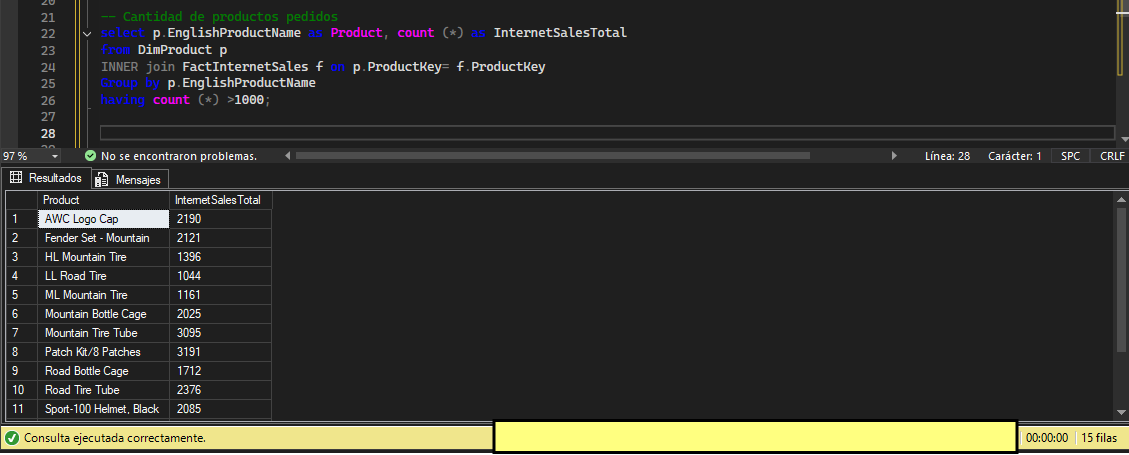 20
21 -- Cantidad de productos pedidos
22 select p.EnglishProductName as Product, count (*) as InternetSalesTotal
23 from DimProduct p
24 INNER join FactInternetSales f on p.ProductKey= f.ProductKey
25 Group by p.EnglishProductName
26 having count (*) >1000;
27
28
97 % No se encontraron problemas. Línea: 28 Carácter: 1 SPC CRLF
Resultados Mensajes
Product InternetSalesTotal
1 AWC Logo Cap 2190
2 Fender Set - Mountain 2121
3 HL Mountain Tire 1396
4 LL Road Tire 1044
5 ML Mountain Tire 1161
6 Mountain Bottle Cage 2025
7 Mountain Tire Tube 3095
8 Patch Kit/8 Patches 3191
9 Road Bottle Cage 1712
10 Road Tire Tube 2376
11 Sport-100 Helmet, Black 2085
Consulta ejecutada correctamente. 00:00:00 15 filas